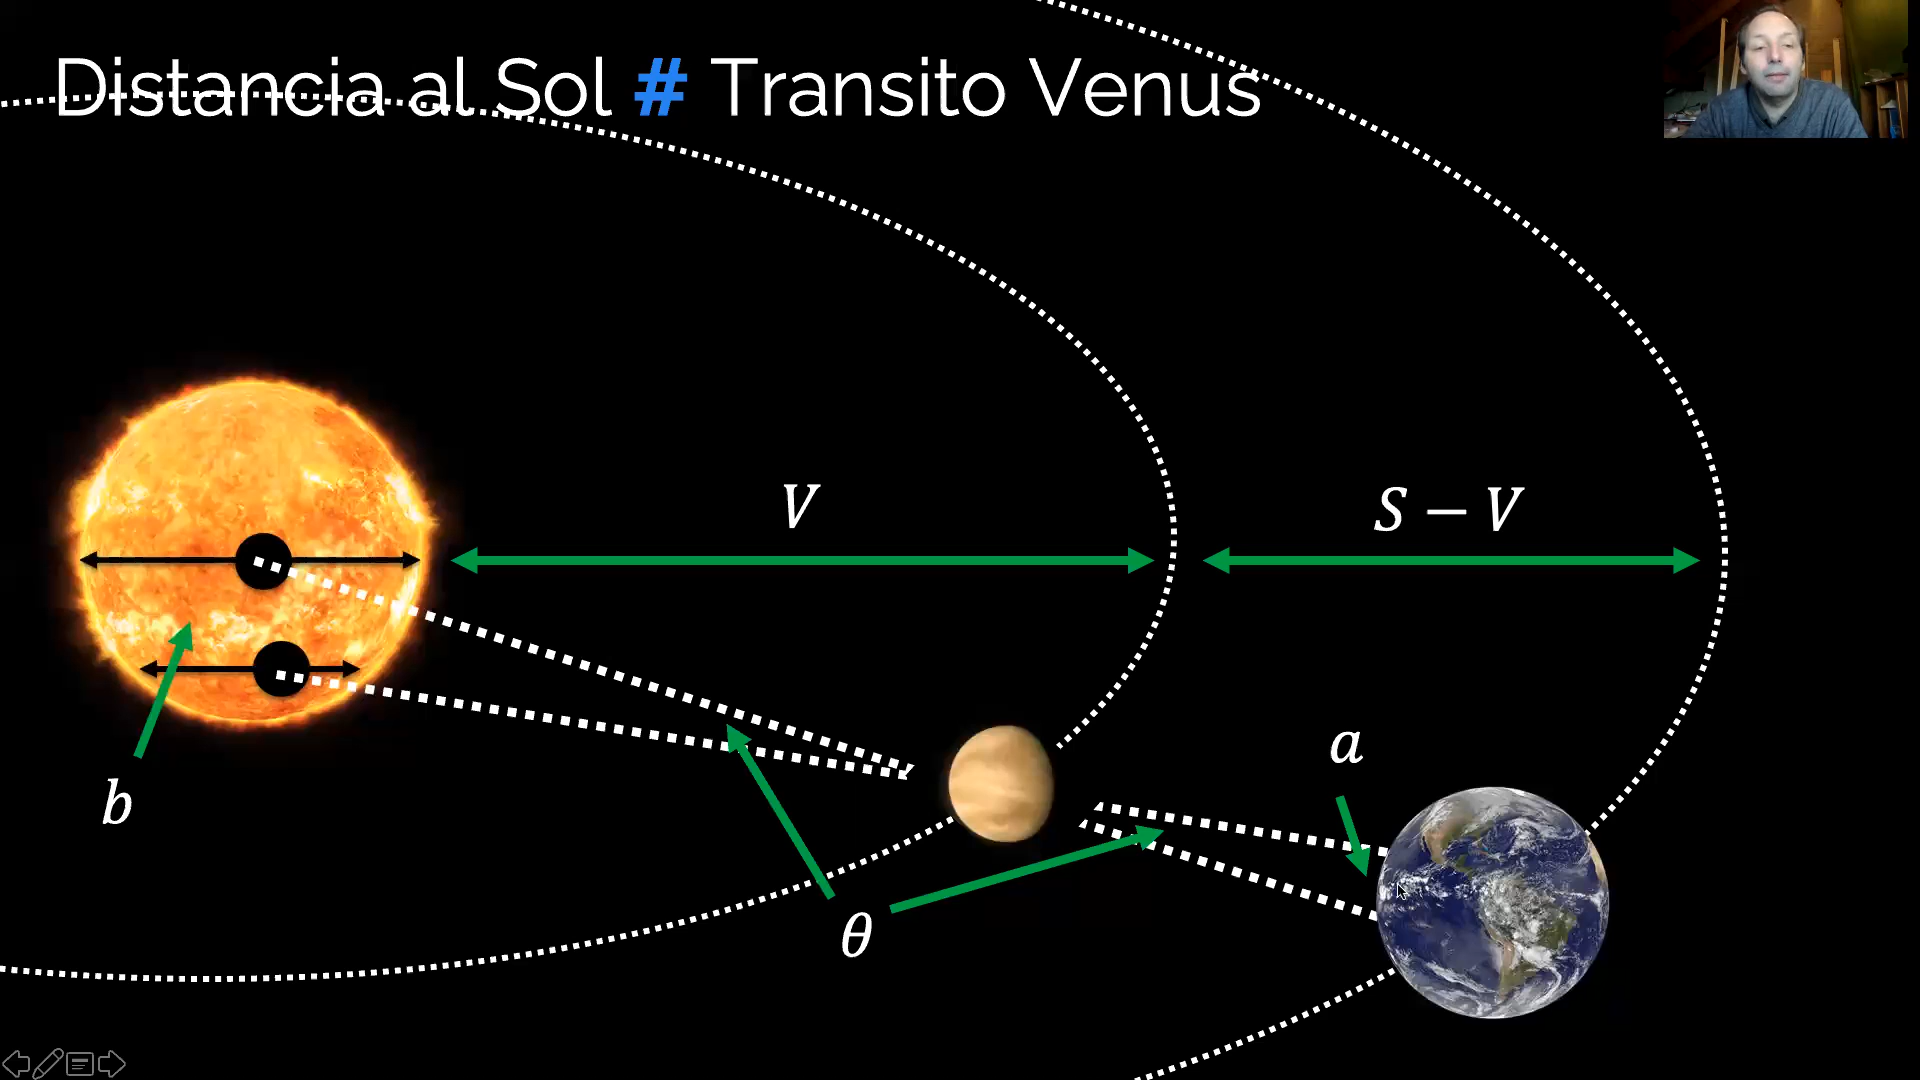 Distancia al Sol # Transito Venus
V
S − V
a
b
θ